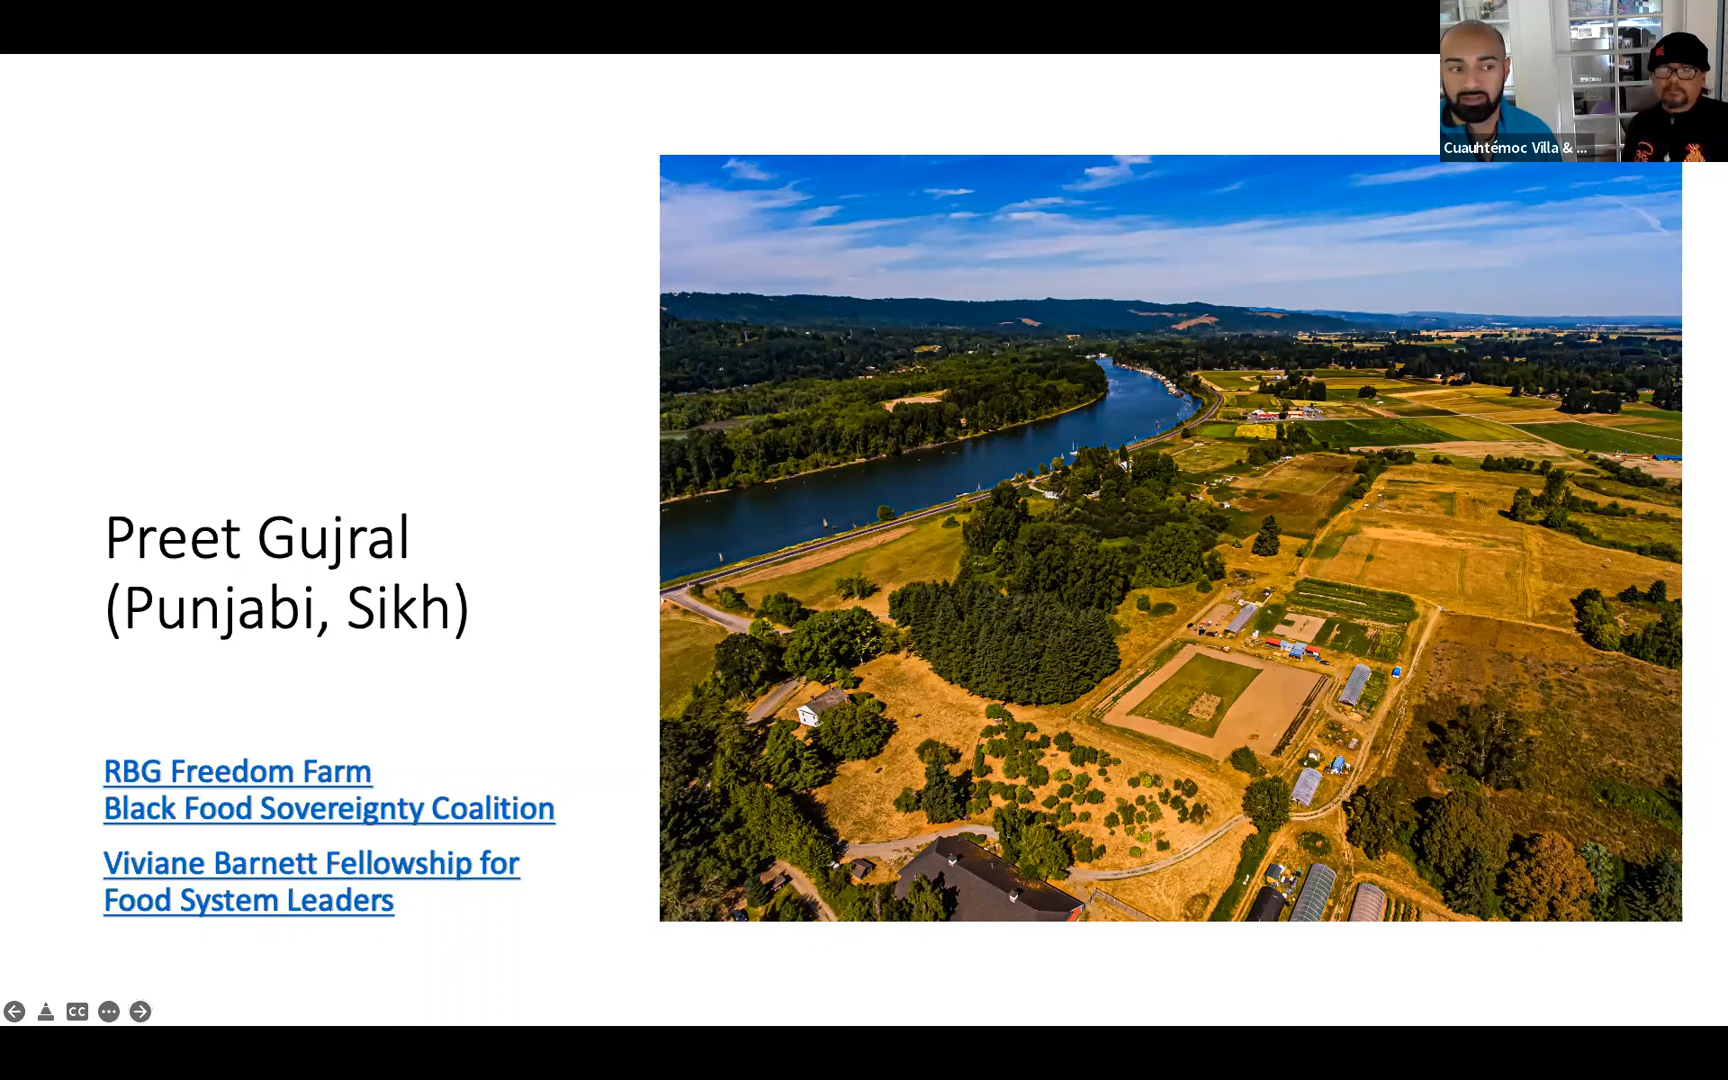 Cuauhtémoc Villa & ...
Preet Gujral
(Punjabi, Sikh)
RBG Freedom Farm
Black Food Sovereignty Coalition
Viviane Barnett Fellowship for
Food System Leaders
CC